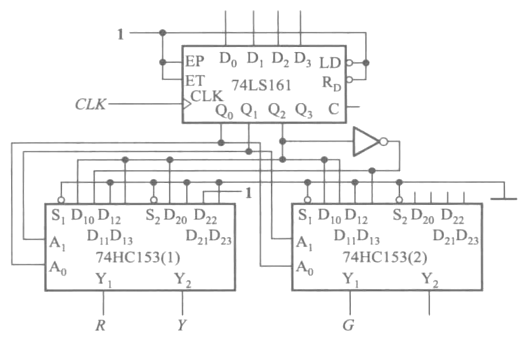 1
EP D₀ D₁ D₂ D₃ LD
ET 74LS161 R_D
CLK CLK
Q₀ Q₁ Q₂ Q₃ C
1
S₁ D₁₀ D₁₂ S₂ D₂₀ D₂₂
D₁₁ D₁₃ D₂₁ D₂₃
A₁
74HC153(1)
A₀
Y₁ Y₂
R Y
S₁ D₁₀ D₁₂ S₂ D₂₀ D₂₂
D₁₁ D₁₃ D₂₁ D₂₃
A₁
74HC153(2)
A₀
Y₁ Y₂
G